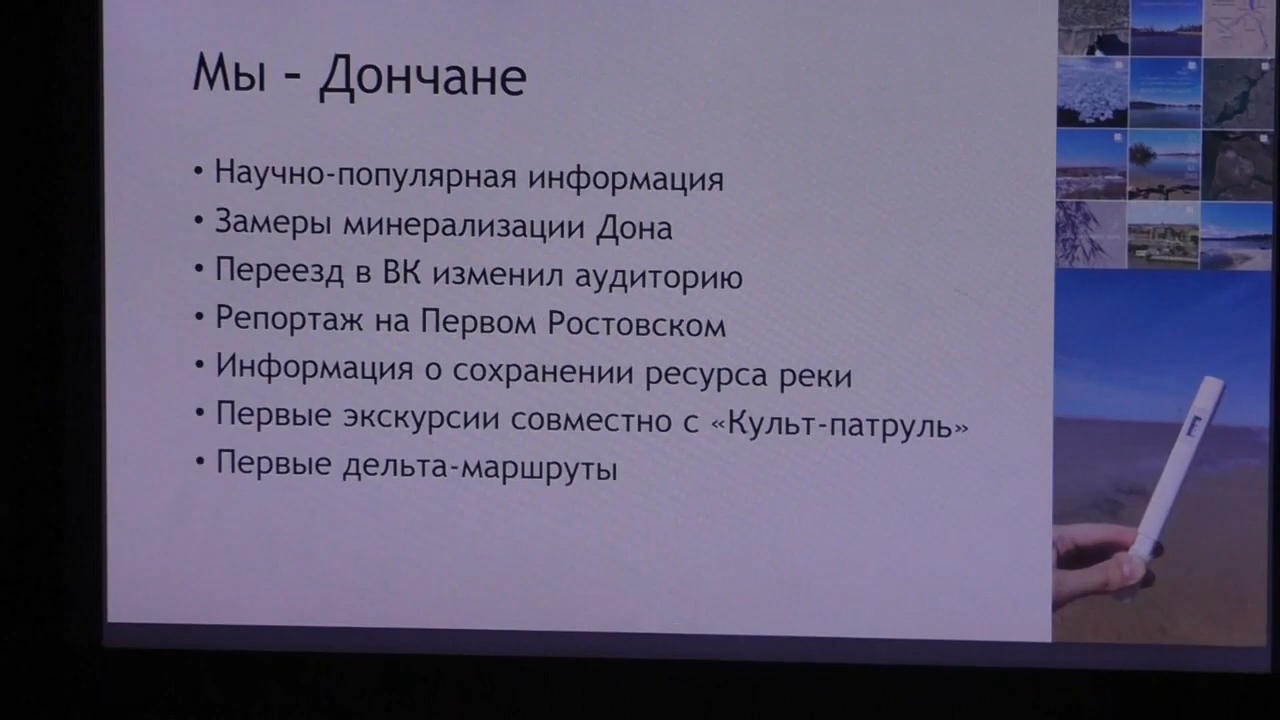 Мы - Дончане
• Научно-популярная информация
• Замеры минерализации Дона
• Переезд в ВК изменил аудиторию
• Репортаж на Первом Ростовском
• Информация о сохранении ресурса реки
• Первые экскурсии совместно с «Культ-патруль»
• Первые дельта-маршруты